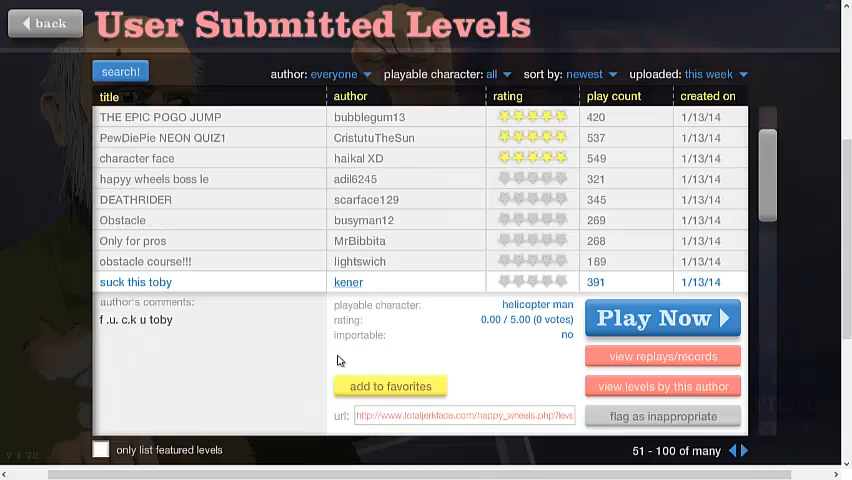 back
User Submitted Levels
search!
author: everyone playable character: all sort by: newest uploaded: this week
title author rating play count created on
THE EPIC POGO JUMP bubblegum13 420 1/13/14
PewDiePie NEON QUIZ1 CristutuTheSun 537 1/13/14
character face haikal XD 549 1/13/14
hapyy wheels boss le adil6245 321 1/13/14
DEATHRIDER scarface129 345 1/13/14
Obstacle busyman12 269 1/13/14
Only for pros MrBibbita 268 1/13/14
obstacle course!!! lightswich 189 1/13/14
suck this toby kener 391 1/13/14
author's comments:
f .u. c.k u toby
playable character: helicopter man
rating: 0.00 / 5.00 (0 votes)
importable: no
add to favorites
url: http://www.totaljerkface.com/happy_wheels.php?leve
Play Now
view replays/records
view levels by this author
flag as inappropriate
only list featured levels
51 - 100 of many
v 1.72